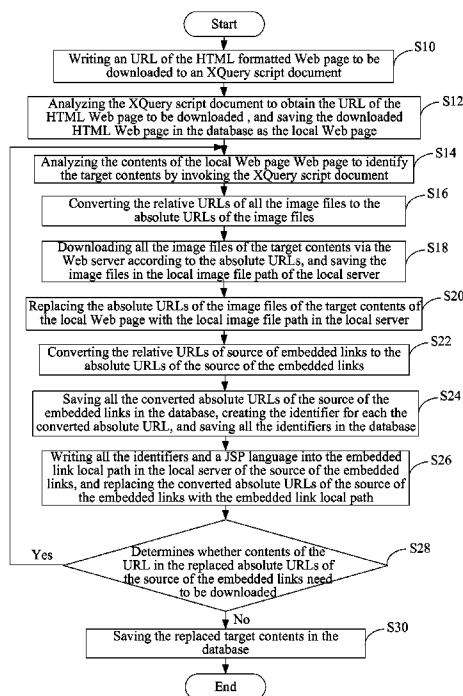 Start
S10
Writing an URL of the HTML formatted Web page to be
downloaded to an XQuery script document
S12
Analyzing the XQuery script document to obtain the URL of the
HTML Web page to be downloaded , and saving the downloaded
HTML Web page in the database as the local Web page
S14
Analyzing the contents of the local Web page Web page to identify
the target contents by invoking the XQuery script document
S16
Converting the relative URLs of all the image files to the
absolute URLs of the image files
S18
Downloading all the image files of the target contents via the
Web server according to the absolute URLs, and saving the
image files in the local image file path of the local server
S20
Replacing the absolute URLs of the image files of the target contents of
the local Web page with the local image file path in the local server
S22
Converting the relative URLs of source of embedded links to the
absolute URLs of the source of the embedded links
S24
Saving all the converted absolute URLs of the source of the
embedded links in the database, creating the identifier for each the
converted absolute URL, and saving all the identifiers in the database
S26
Writing all the identifiers and a JSP language into the embedded
link local path in the local server of the source of the embedded
links, and replacing the converted absolute URLs of the source of
the embedded links with the embedded link local path
S28
Yes
Determines whether contents of the
URL in the replaced absolute URLs of
the source of the embedded links need
to be downloaded
No
S30
Saving the replaced target contents in the
database
End